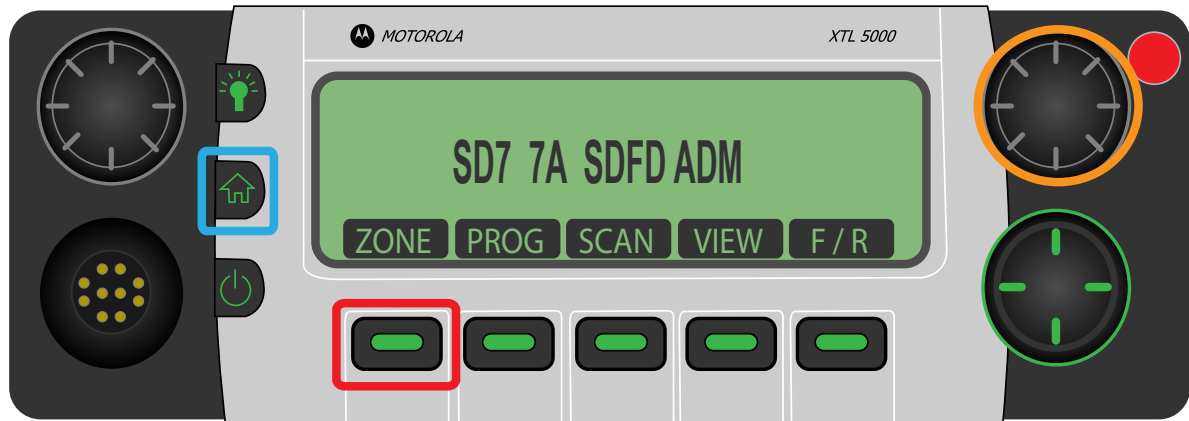 MOTOROLA XTL 5000
SD7 7A SDFD ADM
ZONE PROG SCAN VIEW F / R